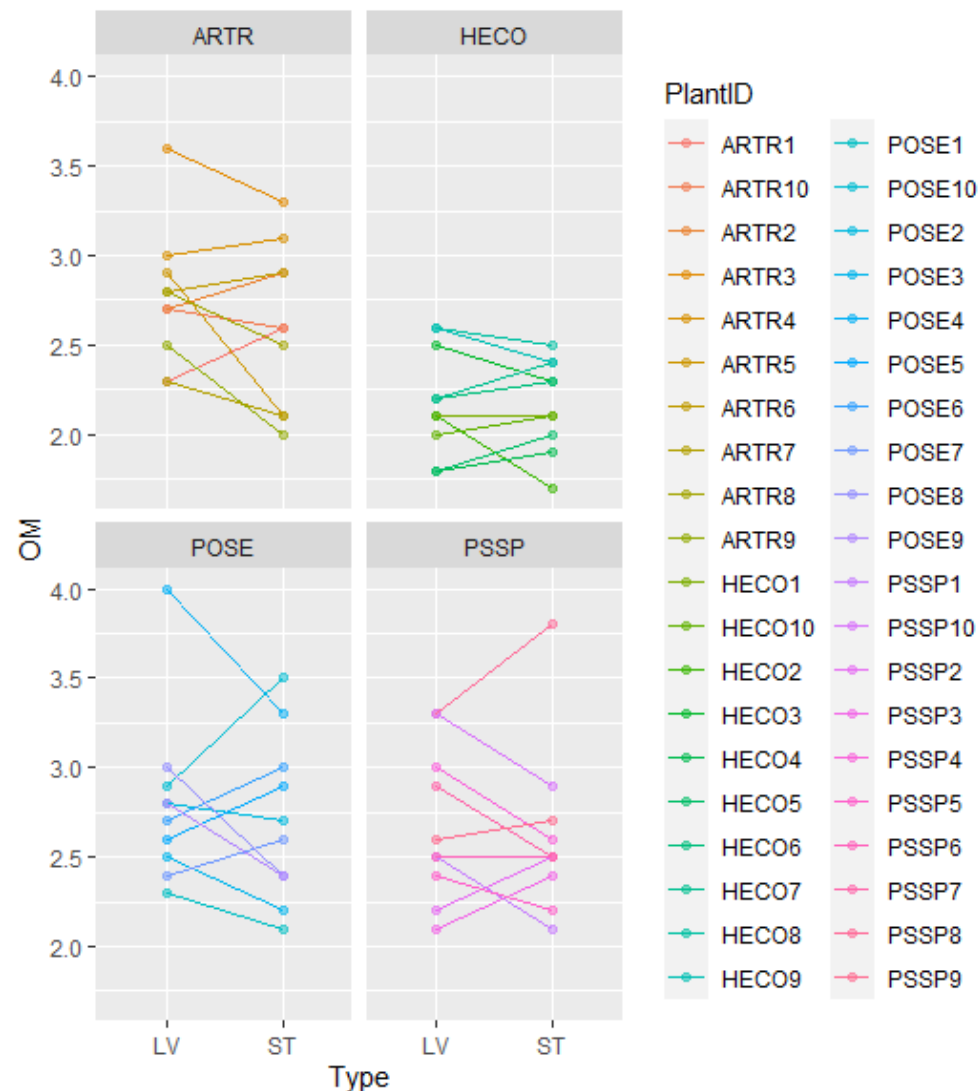 ARTR HECO
4.0
3.5
3.0
2.5
2.0
POSE PSSP
4.0
3.5
3.0
2.5
2.0
LV ST LV ST
Type
OM
PlantID
ARTR1 POSE1
ARTR10 POSE10
ARTR2 POSE2
ARTR3 POSE3
ARTR4 POSE4
ARTR5 POSE5
ARTR6 POSE6
ARTR7 POSE7
ARTR8 POSE8
ARTR9 POSE9
HECO1 PSSP1
HECO10 PSSP10
HECO2 PSSP2
HECO3 PSSP3
HECO4 PSSP4
HECO5 PSSP5
HECO6 PSSP6
HECO7 PSSP7
HECO8 PSSP8
HECO9 PSSP9